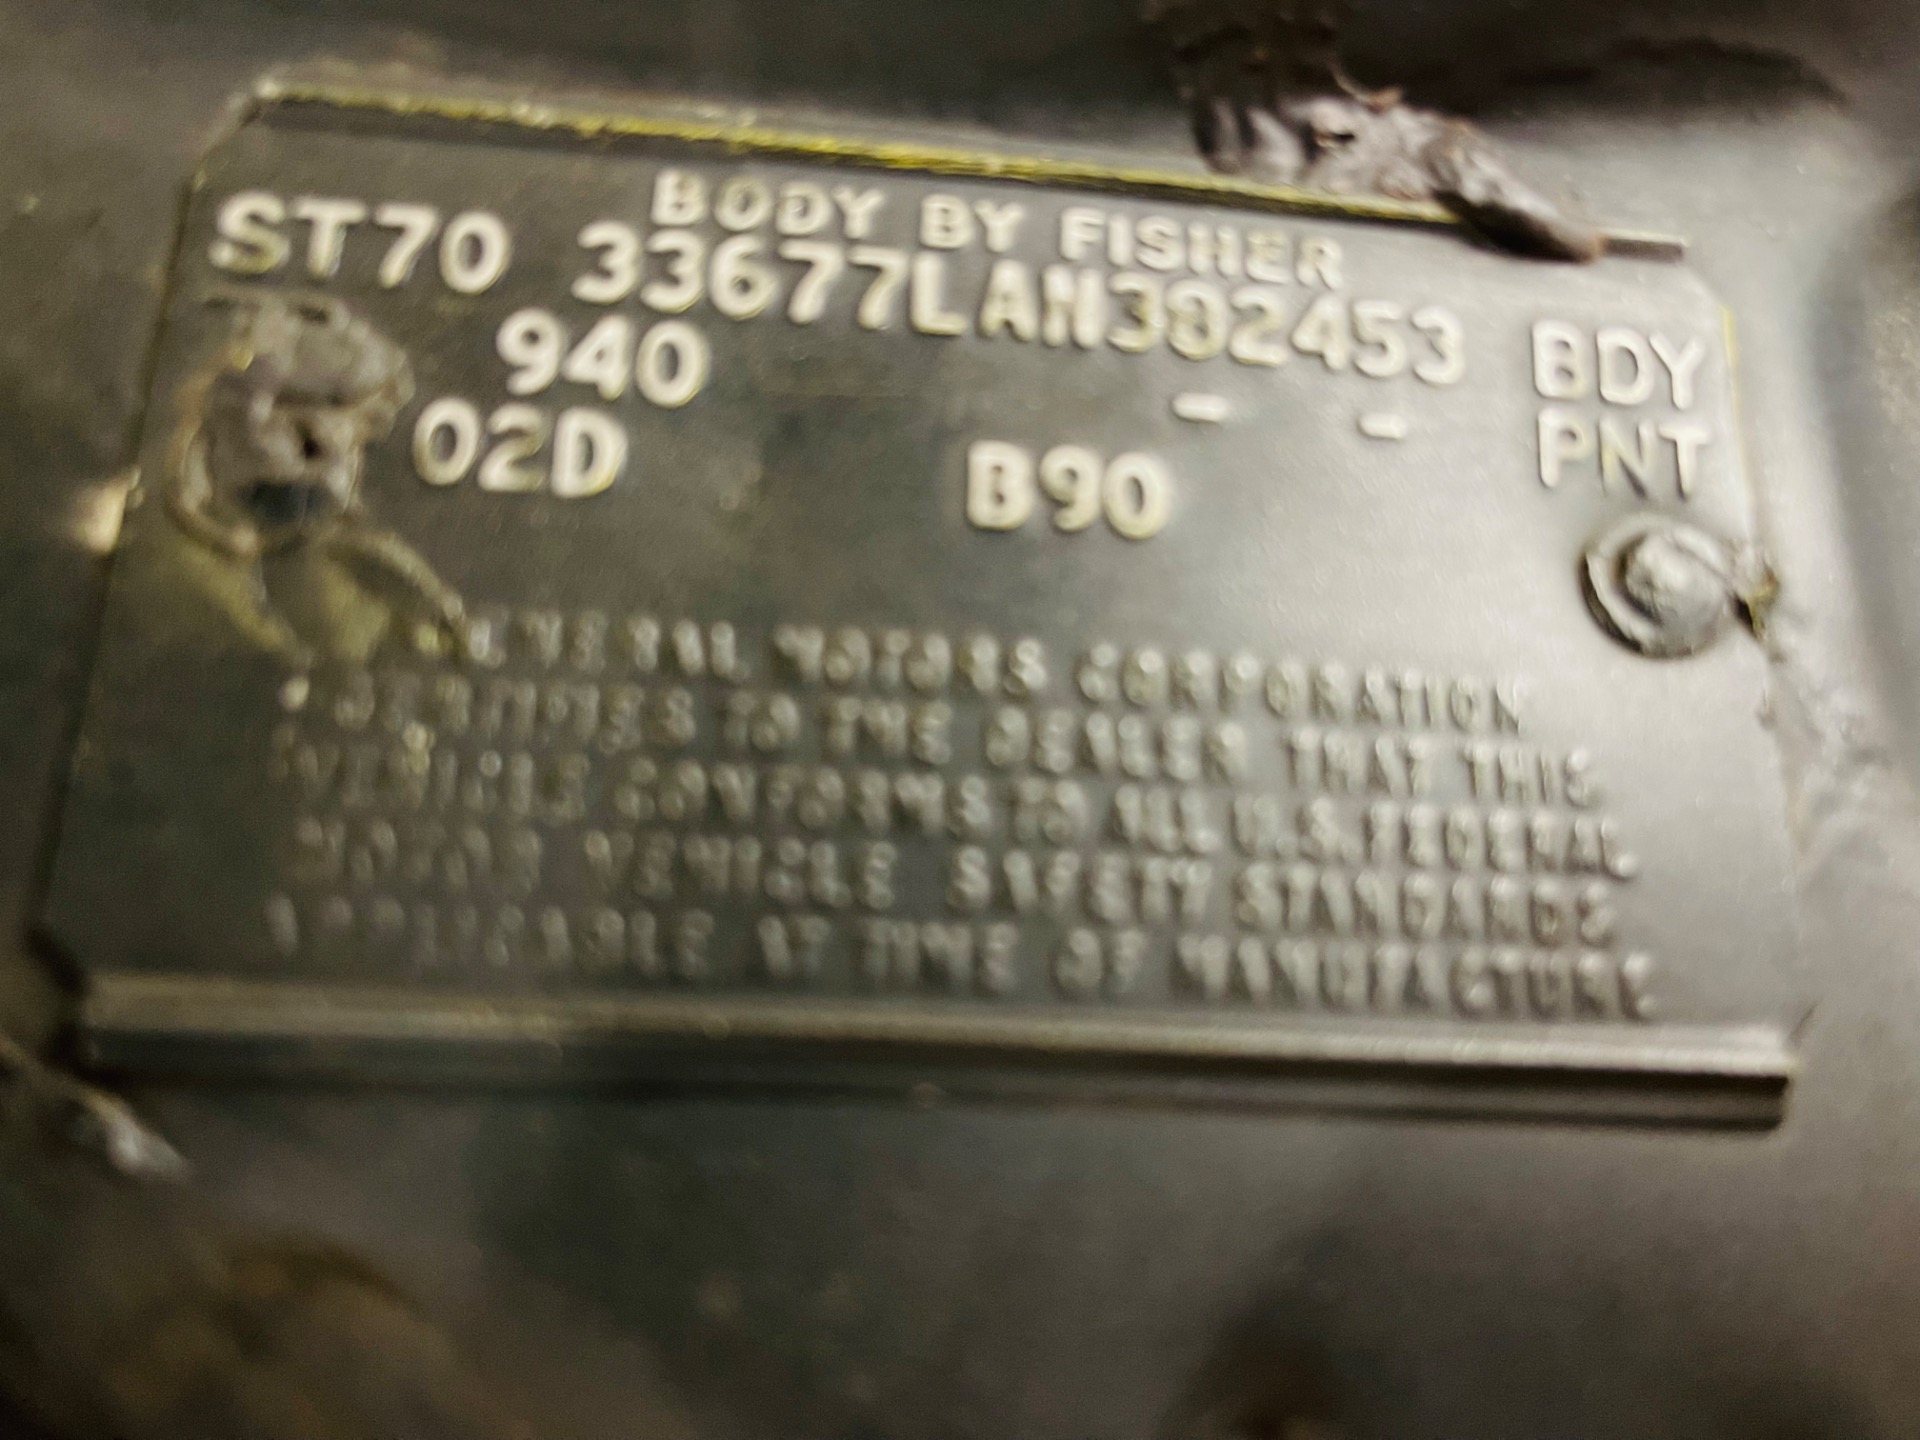 BODY BY FISHER
ST70 33677LAN382453 BDY
940 - - PNT
02D B90
GENERAL MOTORS CORPORATION
CERTIFIES TO THE DEALER THAT THIS
VEHICLE CONFORMS TO ALL U.S. FEDERAL
MOTOR VEHICLE SAFETY STANDARDS
APPLICABLE AT TIME OF MANUFACTURE